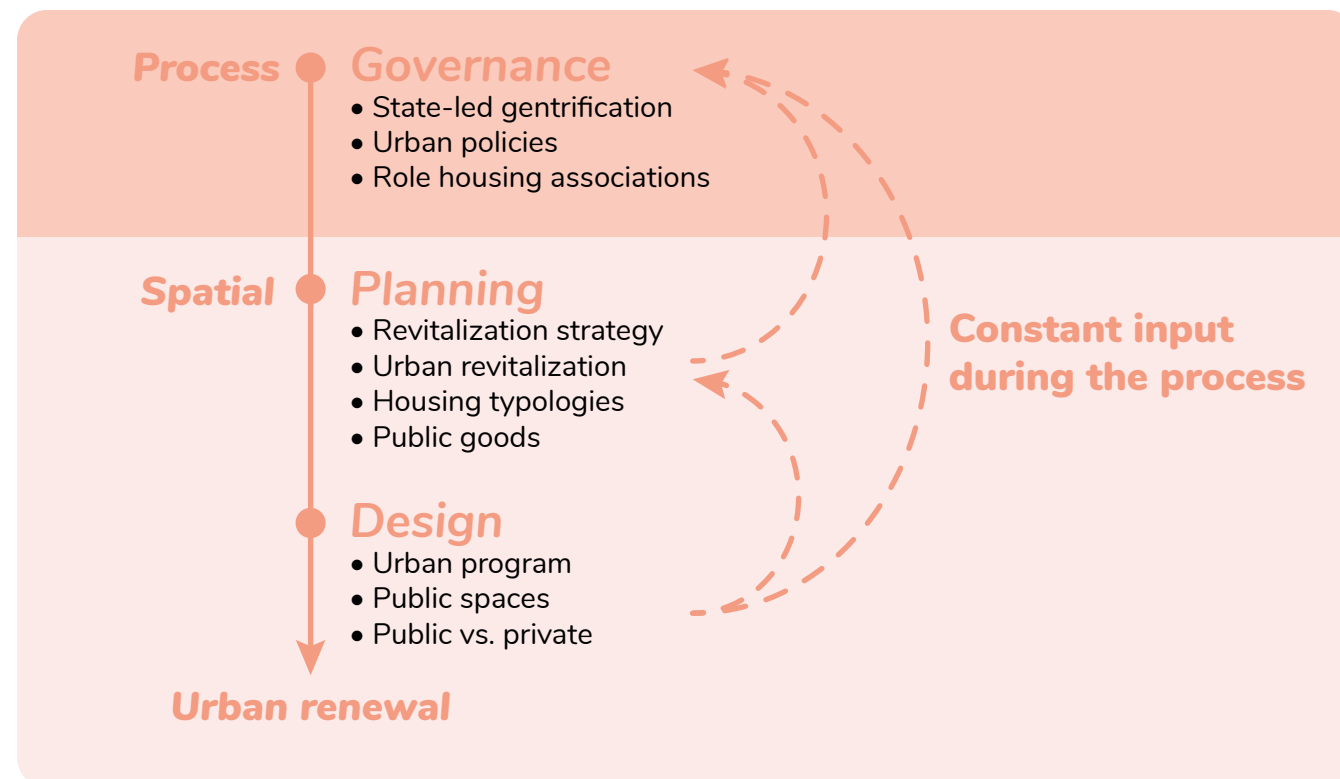 Process
Governance
• State-led gentrification
• Urban policies
• Role housing associations
Spatial
Planning
• Revitalization strategy
• Urban revitalization
• Housing typologies
• Public goods
Constant input
during the process
Design
• Urban program
• Public spaces
• Public vs. private
Urban renewal